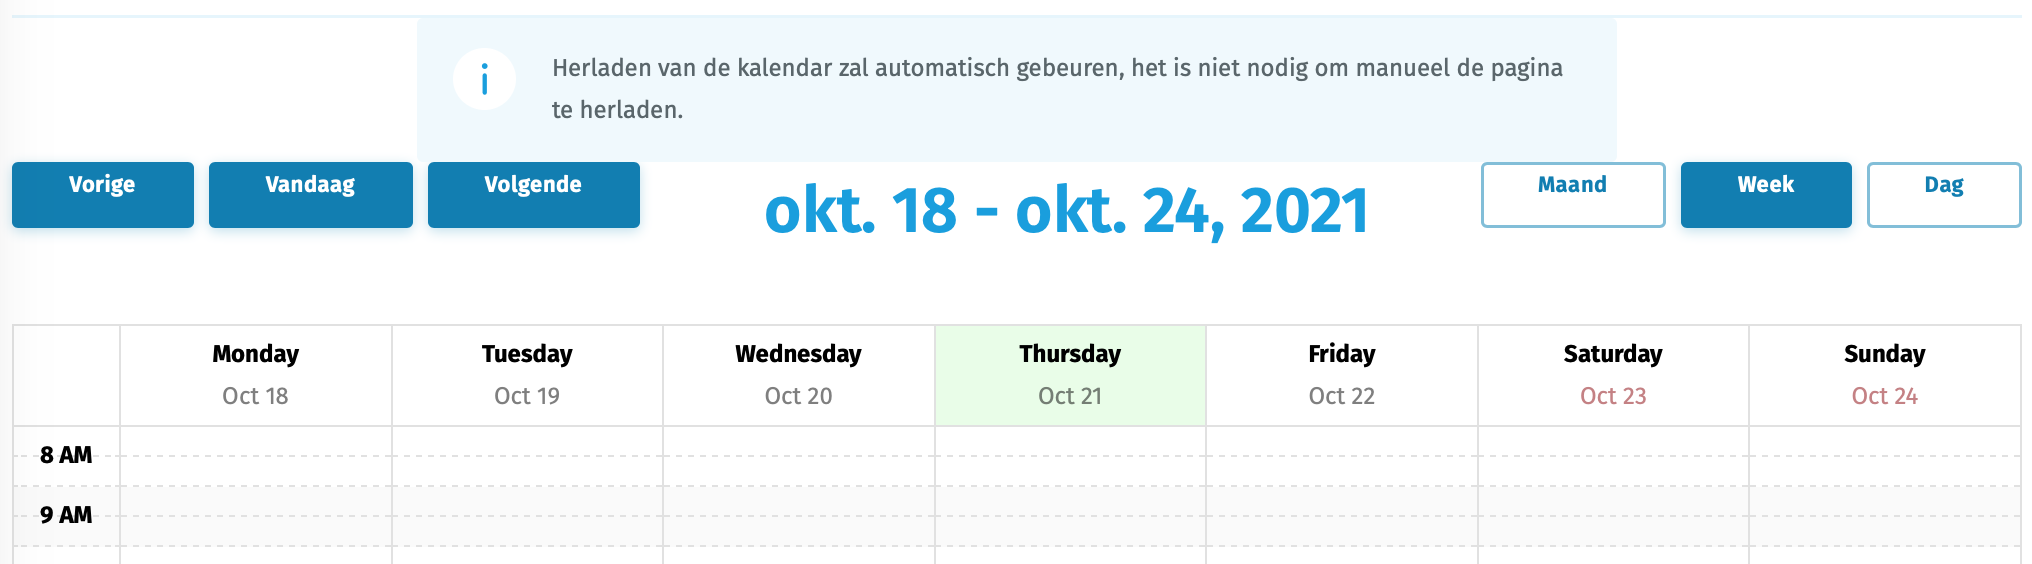 Herladen van de kalendar zal automatisch gebeuren, het is niet nodig om manueel de pagina
te herladen.
Vorige Vandaag Volgende okt. 18 - okt. 24, 2021 Maand Week Dag
Monday Tuesday Wednesday Thursday Friday Saturday Sunday
Oct 18 Oct 19 Oct 20 Oct 21 Oct 22 Oct 23 Oct 24
8 AM
9 AM